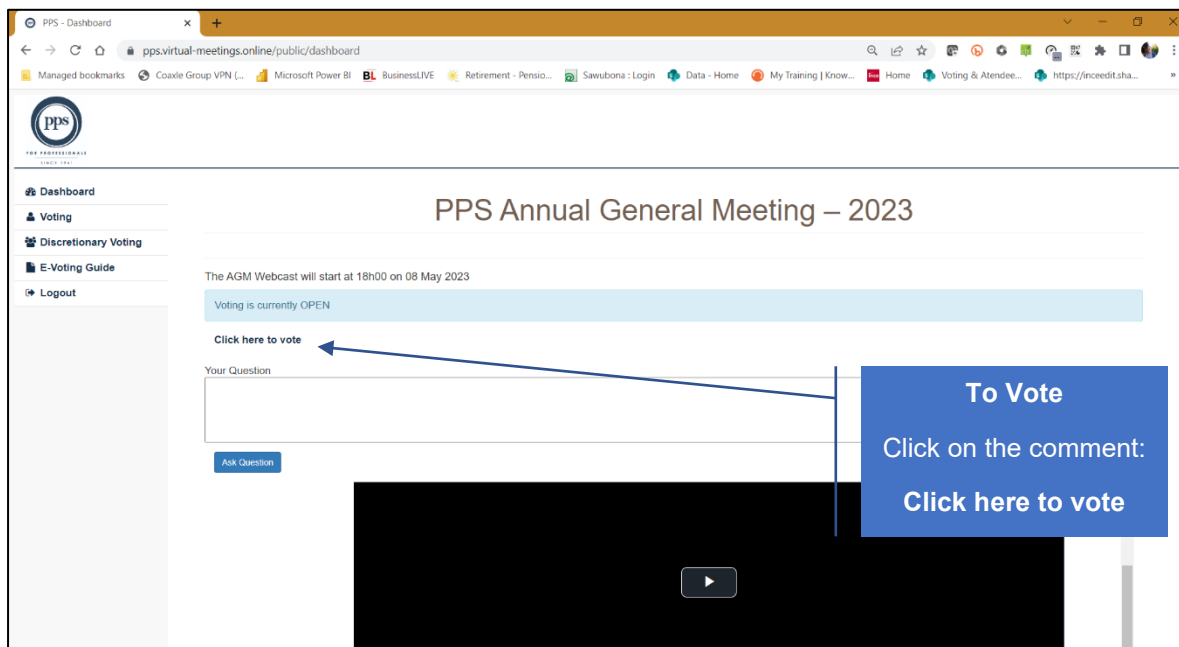 PPS - Dashboard
pps.virtual-meetings.online/public/dashboard
Managed bookmarks Coaxle Group VPN (... Microsoft Power BI BL BusinessLIVE Retirement - Pensio... Sawubona : Login Data - Home My Training | Know... Home Voting & Atendee... https://inceedit.sha... »
pps
FOR PROFESSIONALS
SINCE 1941
Dashboard
Voting
Discretionary Voting
E-Voting Guide
Logout
PPS Annual General Meeting – 2023
The AGM Webcast will start at 18h00 on 08 May 2023
Voting is currently OPEN
Click here to vote
Your Question
Ask Question
To Vote
Click on the comment:
Click here to vote